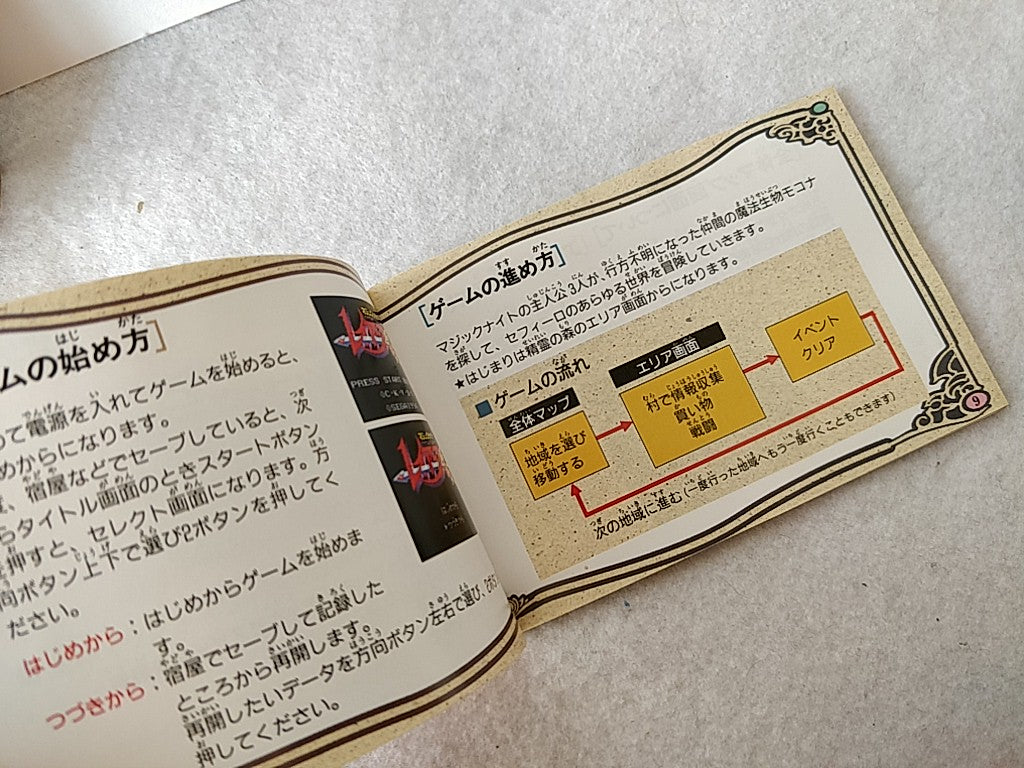 ムの始め方]
めて電源を入れてゲームを始めると、
めからになります。
、宿屋などでセーブしていると、次
らタイトル画面のときスタートボタン
押すと、セレクト画面になります。方
向ボタン上下で選び2ボタンを押してく
ださい。
はじめから：はじめからゲームを始めま
す。
つづきから：宿屋でセーブして記録した
ところから再開します。
再開したいデータを方向ボタン左右で選び、
押してください。
PRESS START
[ゲームの進め方]
マジックナイトの主人公3人が、行方不明になった仲間の魔法生物モコナ
を探して、セフィーロのあらゆる世界を冒険していきます。
★はじまりは精霊の森のエリア画面からになります。
■ゲームの流れ
全体マップ
地域を選び
移動する
エリア画面
村で情報収集
買い物
戦闘
イベント
クリア
次の地域に進む(一度行った地域へもう一度行くこともできます)
9